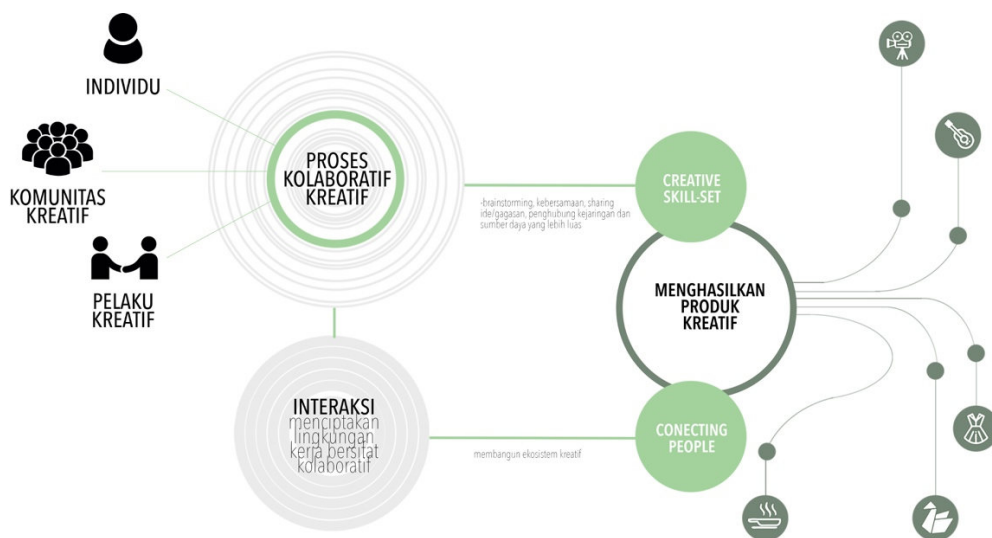 INDIVIDU
KOMUNITAS
KREATIF
PELAKU
KREATIF
PROSES
KOLABORATIF
KREATIF
-brainstorming, kebersamaan, sharing
ide/gagasan, penghubung kejaringan dan
sumber daya yang lebih luas
CREATIVE
SKILL-SET
MENGHASILKAN
PRODUK
KREATIF
INTERAKSI
menciptakan
lingkungan
kerja bersitat
kolaboratif
membangun ekosistem kreatif
CONECTING
PEOPLE